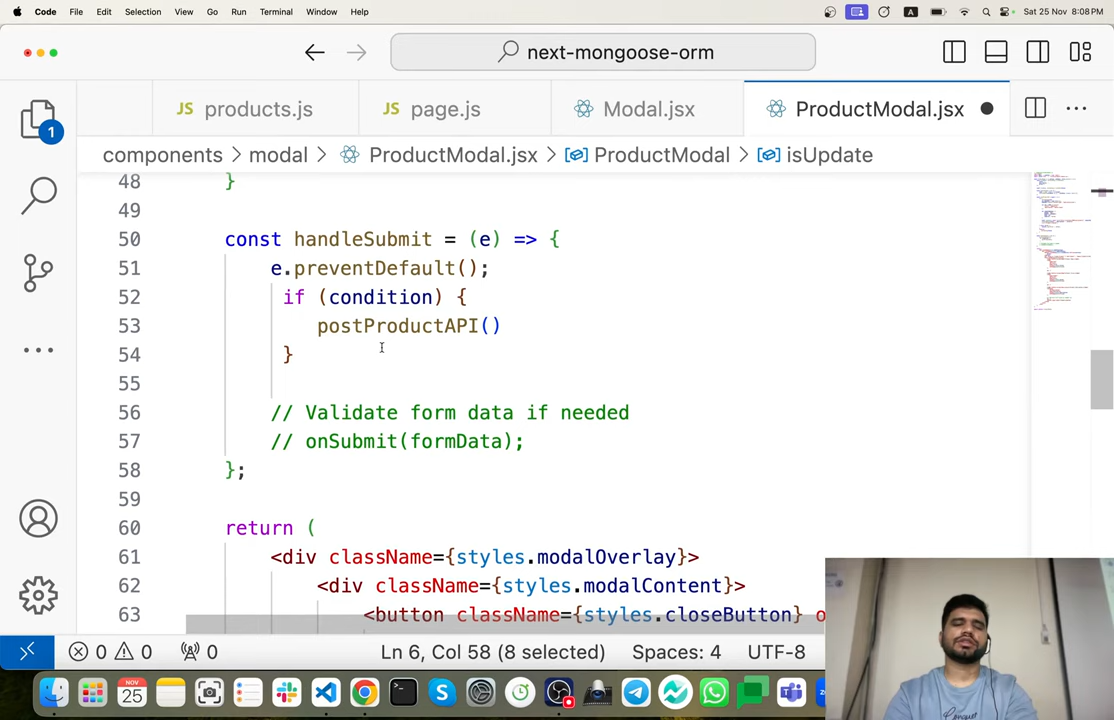 Code File Edit Selection View Go Run Terminal Window Help A Sat 25 Nov 8:08 PM
next-mongoose-orm
1
JS products.js JS page.js Modal.jsx ProductModal.jsx
components > modal > ProductModal.jsx > ProductModal > isUpdate
48 }
49
50 const handleSubmit = (e) => {
51 e.preventDefault();
52 if (condition) {
53 postProductAPI()
54 }
55
56 // Validate form data if needed
57 // onSubmit(formData);
58 };
59
60 return (
61 <div className={styles.modalOverlay}>
62 <div className={styles.modalContent}>
63 <button className={styles.closeButton} o
0 0 0 Ln 6, Col 58 (8 selected) Spaces: 4 UTF-8
NOV
25